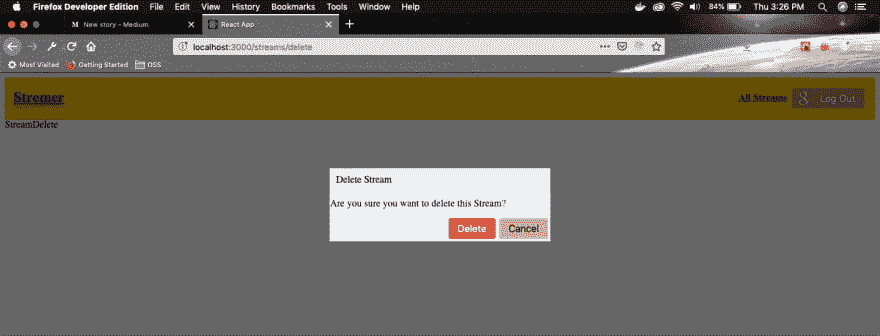 Firefox Developer Edition File Edit View History Bookmarks Tools Window Help 84% Thu 3:26 PM
New story – Medium React App
localhost:3000/streams/delete
Most Visited Getting Started OSS
Stremer All Streams Log Out
StreamDelete
Delete Stream
Are you sure you want to delete this Stream?
Delete Cancel